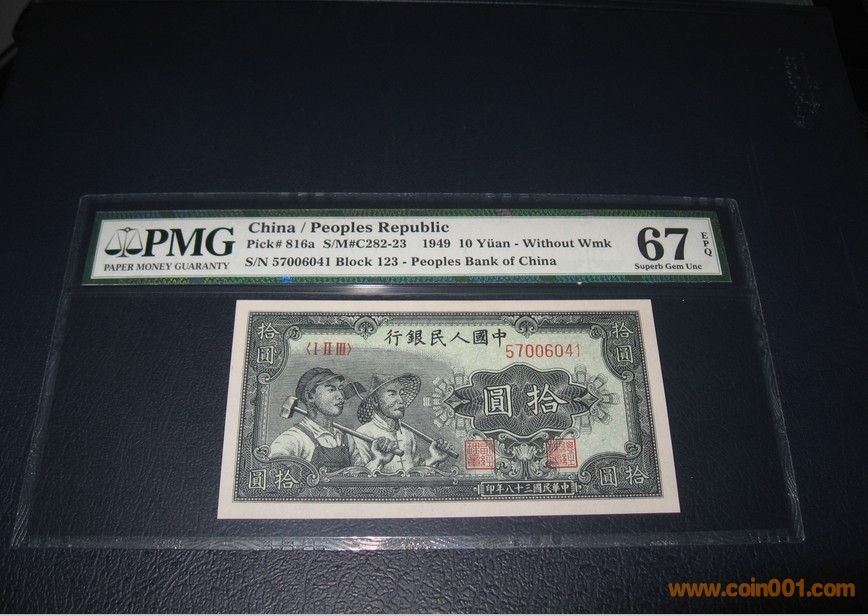 PMG
PAPER MONEY GUARANTY
China / Peoples Republic
Pick# 816a S/M#C282-23 1949 10 Yüan - Without Wmk
S/N 57006041 Block 123 - Peoples Bank of China
67 EPQ
Superb Gem Unc
拾圓
行銀民人國中
拾圓
〈I II III〉
57006041
圓拾
圓拾
印年八十三國民華中
圓拾
www.coin001.com